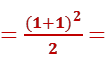 = (1+1)² / 2 =